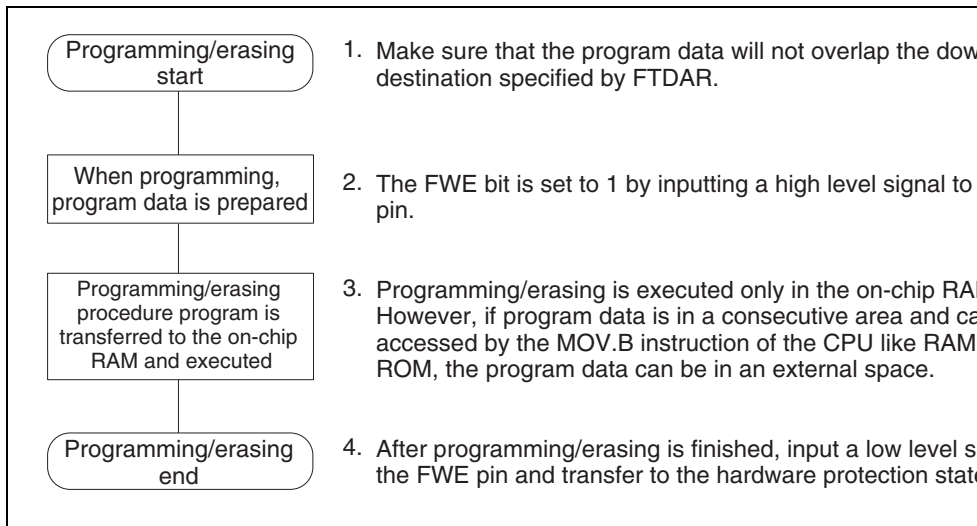 Programming/erasing
start
1. Make sure that the program data will not overlap the
destination specified by FTDAR.
When programming,
program data is prepared
2. The FWE bit is set to 1 by inputting a high level signal to
pin.
Programming/erasing
procedure program is
transferred to the on-chip
RAM and executed
3. Programming/erasing is executed only in the on-chip
However, if program data is in a consecutive area and
accessed by the MOV.B instruction of the CPU like RAM
ROM, the program data can be in an external space.
Programming/erasing
end
4. After programming/erasing is finished, input a low level
the FWE pin and transfer to the hardware protection